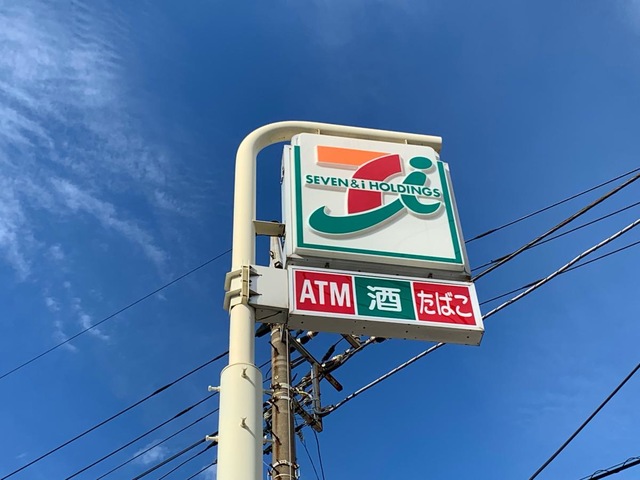 SEVEN & i HOLDINGS
ATM 酒 たばこ